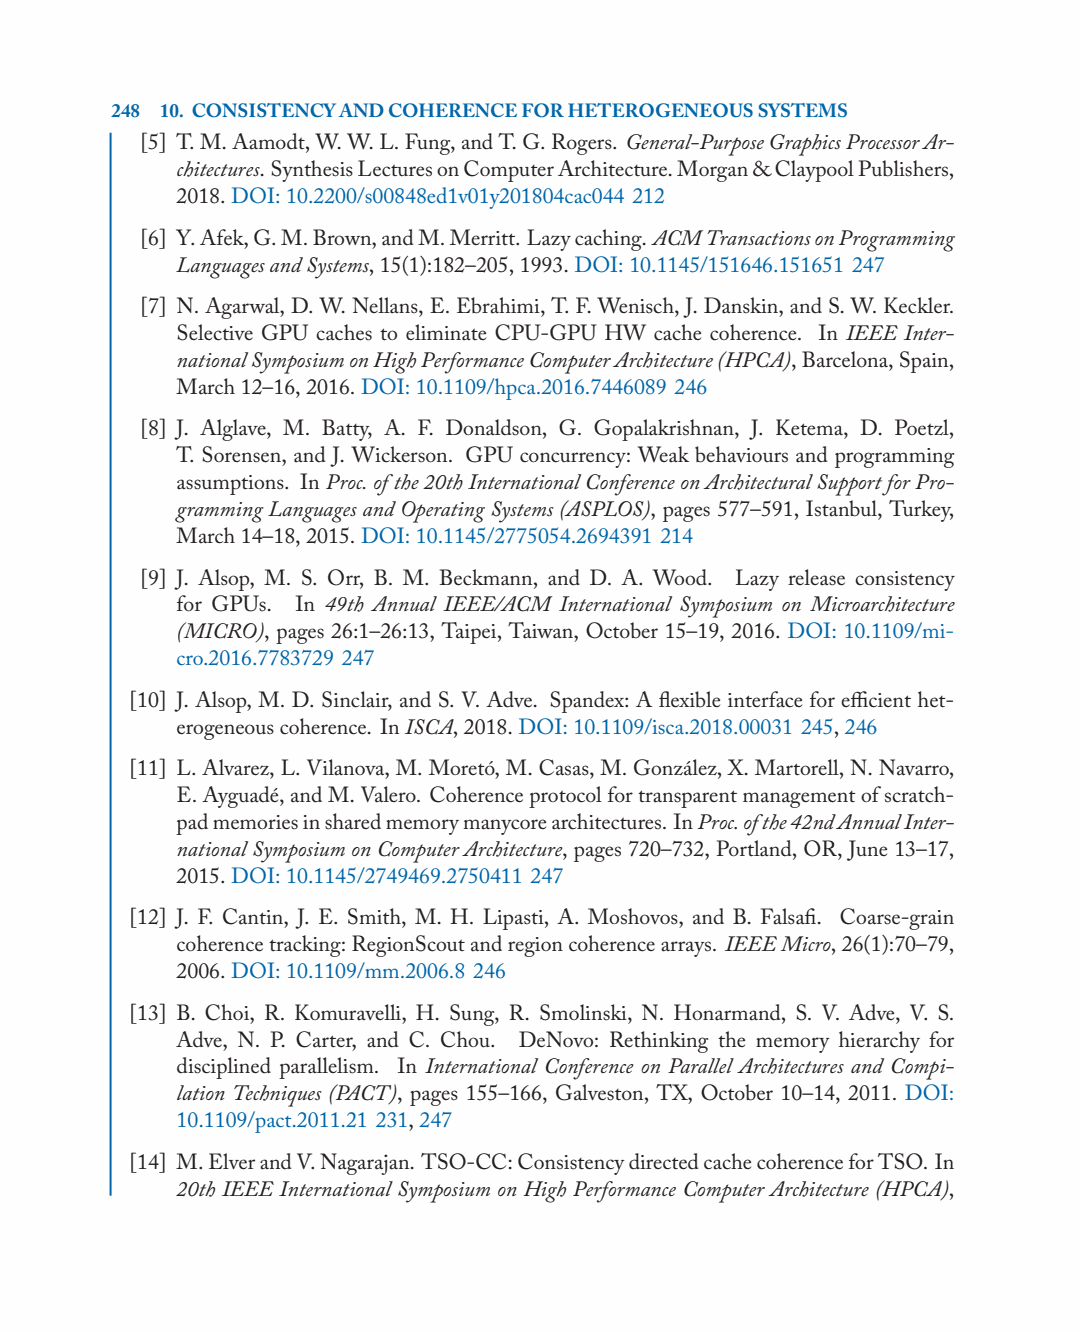 248 10. CONSISTENCY AND COHERENCE FOR HETEROGENEOUS SYSTEMS
[5] T. M. Aamodt, W. W. L. Fung, and T. G. Rogers. General-Purpose Graphics Processor Ar-
chitectures. Synthesis Lectures on Computer Architecture. Morgan & Claypool Publishers,
2018. DOI: 10.2200/s00848ed1v01y201804cac044 212
[6] Y. Afek, G. M. Brown, and M. Merritt. Lazy caching. ACM Transactions on Programming
Languages and Systems, 15(1):182–205, 1993. DOI: 10.1145/151646.151651 247
[7] N. Agarwal, D. W. Nellans, E. Ebrahimi, T. F. Wenisch, J. Danskin, and S. W. Keckler.
Selective GPU caches to eliminate CPU-GPU HW cache coherence. In IEEE Inter-
national Symposium on High Performance Computer Architecture (HPCA), Barcelona, Spain,
March 12–16, 2016. DOI: 10.1109/hpca.2016.7446089 246
[8] J. Alglave, M. Batty, A. F. Donaldson, G. Gopalakrishnan, J. Ketema, D. Poetzl,
T. Sorensen, and J. Wickerson. GPU concurrency: Weak behaviours and programming
assumptions. In Proc. of the 20th International Conference on Architectural Support for Pro-
gramming Languages and Operating Systems (ASPLOS), pages 577–591, Istanbul, Turkey,
March 14–18, 2015. DOI: 10.1145/2775054.2694391 214
[9] J. Alsop, M. S. Orr, B. M. Beckmann, and D. A. Wood. Lazy release consistency
for GPUs. In 49th Annual IEEE/ACM International Symposium on Microarchitecture
(MICRO), pages 26:1–26:13, Taipei, Taiwan, October 15–19, 2016. DOI: 10.1109/mi-
cro.2016.7783729 247
[10] J. Alsop, M. D. Sinclair, and S. V. Adve. Spandex: A flexible interface for efficient het-
erogeneous coherence. In ISCA, 2018. DOI: 10.1109/isca.2018.00031 245, 246
[11] L. Alvarez, L. Vilanova, M. Moretó, M. Casas, M. González, X. Martorell, N. Navarro,
E. Ayguadé, and M. Valero. Coherence protocol for transparent management of scratch-
pad memories in shared memory manycore architectures. In Proc. of the 42nd Annual Inter-
national Symposium on Computer Architecture, pages 720–732, Portland, OR, June 13–17,
2015. DOI: 10.1145/2749469.2750411 247
[12] J. F. Cantin, J. E. Smith, M. H. Lipasti, A. Moshovos, and B. Falsafi. Coarse-grain
coherence tracking: RegionScout and region coherence arrays. IEEE Micro, 26(1):70–79,
2006. DOI: 10.1109/mm.2006.8 246
[13] B. Choi, R. Komuravelli, H. Sung, R. Smolinski, N. Honarmand, S. V. Adve, V. S.
Adve, N. P. Carter, and C. Chou. DeNovo: Rethinking the memory hierarchy for
disciplined parallelism. In International Conference on Parallel Architectures and Compi-
lation Techniques (PACT), pages 155–166, Galveston, TX, October 10–14, 2011. DOI:
10.1109/pact.2011.21 231, 247
[14] M. Elver and V. Nagarajan. TSO-CC: Consistency directed cache coherence for TSO. In
20th IEEE International Symposium on High Performance Computer Architecture (HPCA),